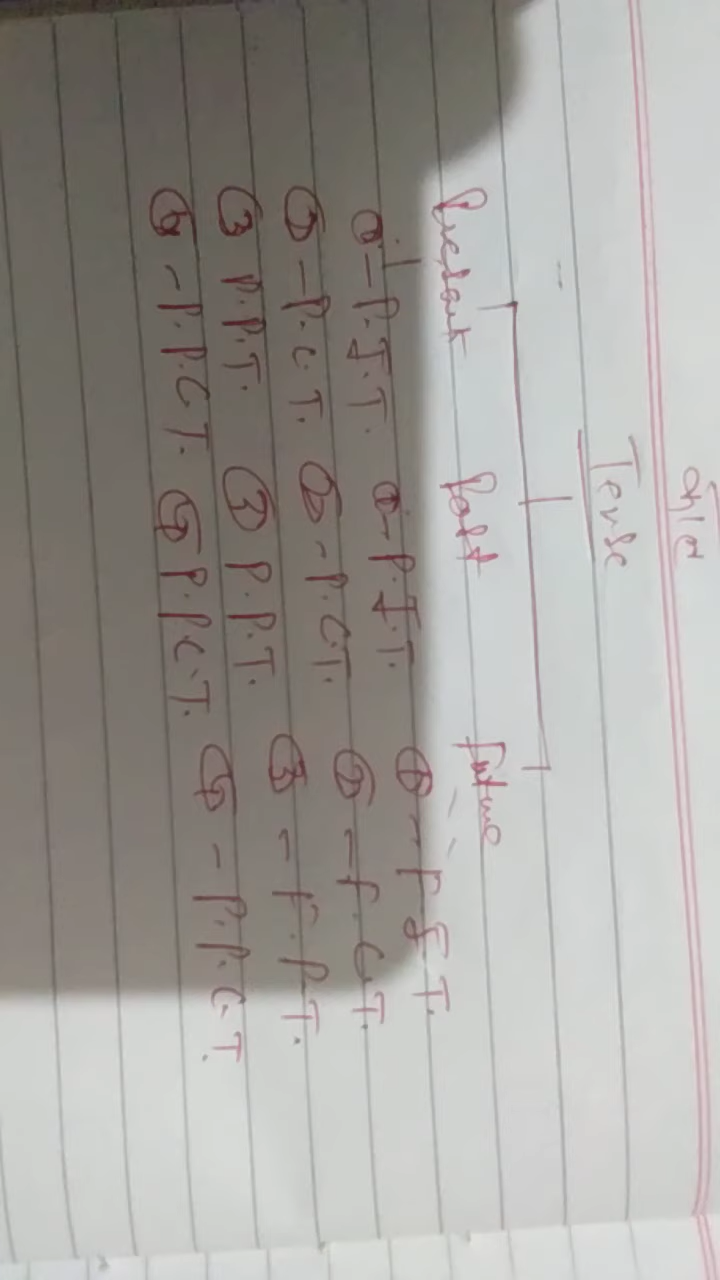 Tense
Present Past Future
① - P.I.T. ① - P.I.T. ① - F.I.T.
② - P.C.T. ② - P.C.T. ② - F.C.T.
③ P.P.T. ③ P.P.T. ③ - F.P.T.
④ - P.P.C.T. ④ P.P.C.T. ④ - P.P.C.T.